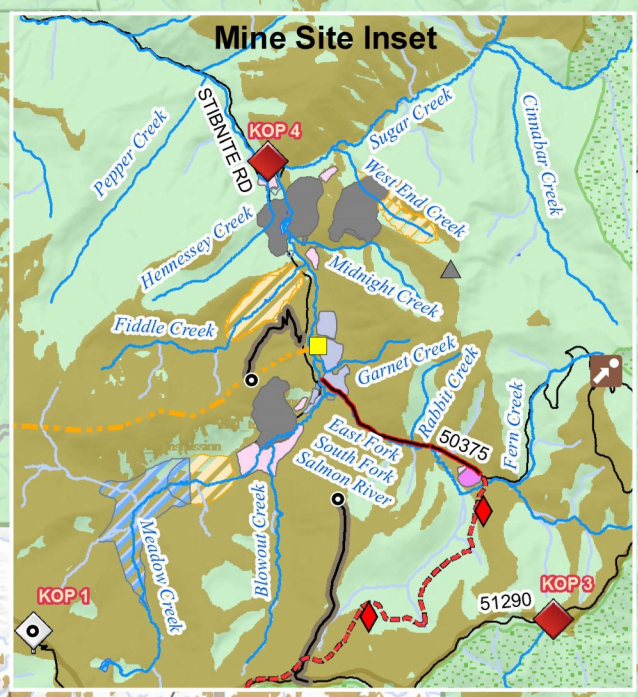 Mine Site Inset
STIBNITE RD
KOP 4
Pepper Creek
Sugar Creek
Cinnabar Creek
West End Creek
Hennessey Creek
Midnight Creek
Fiddle Creek
Garnet Creek
Rabbit Creek
Fern Creek
50375
East Fork
South Fork
Salmon River
Meadow Creek
Blowout Creek
KOP 1
51290
KOP 3